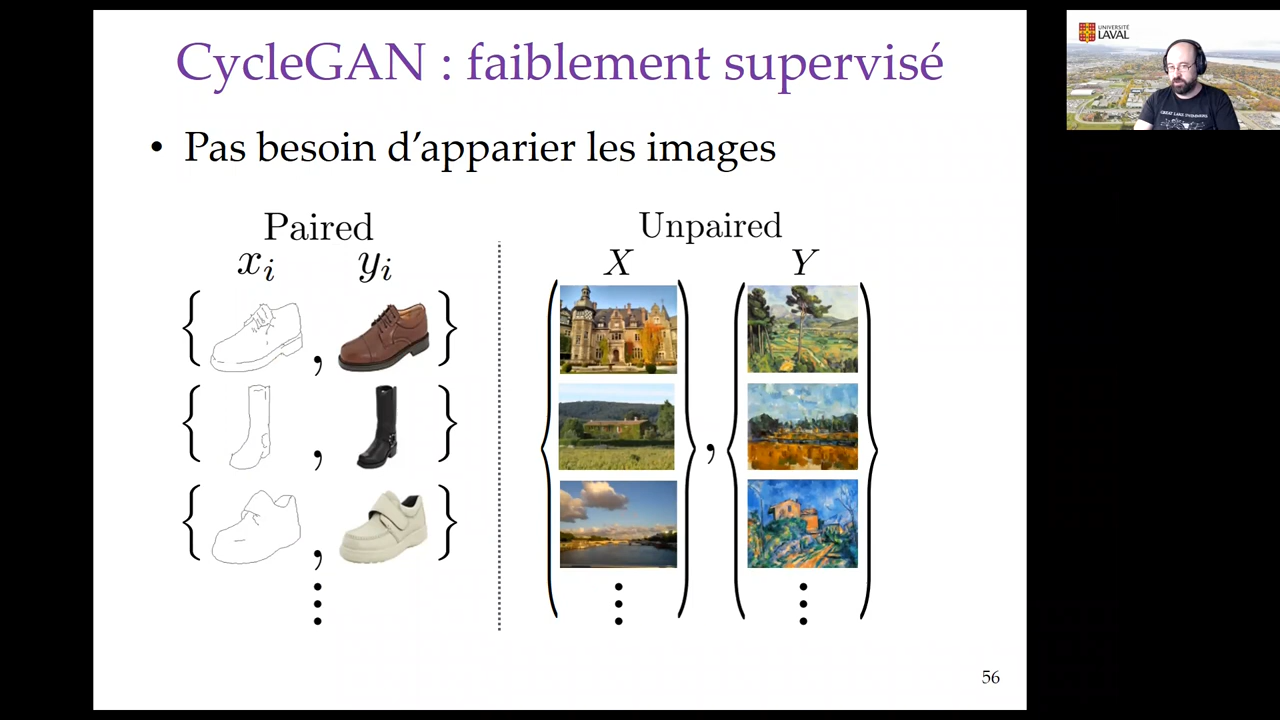 CycleGAN : faiblement supervisé
• Pas besoin d'apparier les images
Paired
xᵢ yᵢ
Unpaired
X Y
{ , }
{ , }
{ , }
{ } , { }
56
UNIVERSITÉ
LAVAL